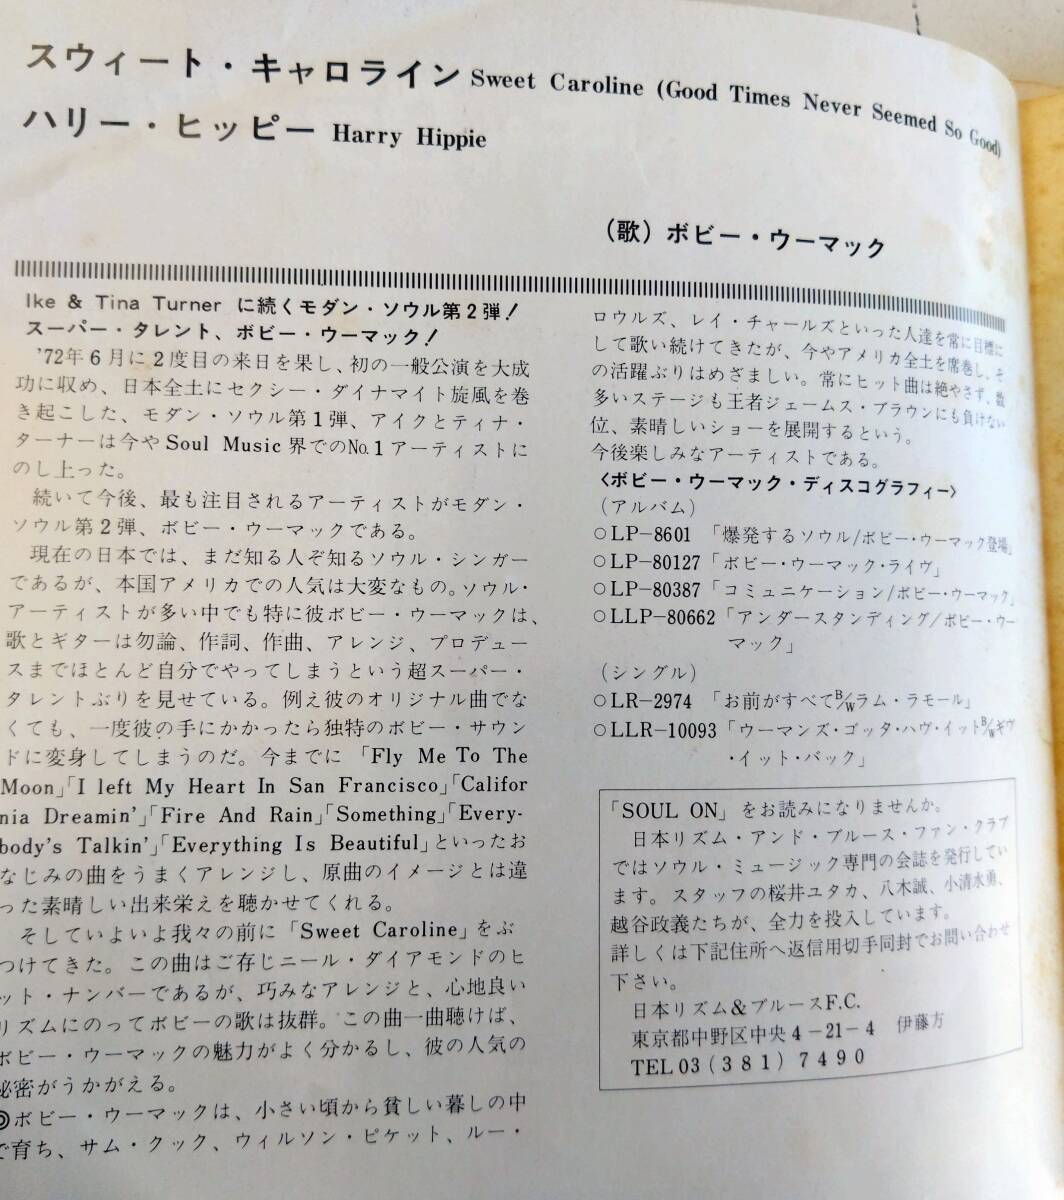 スウィート・キャロライン Sweet Caroline (Good Times Never Seemed So Good)
ハリー・ヒッピー Harry Hippie
(歌) ボビー・ウーマック
Ike & Tina Turner に続くモダン・ソウル第2弾!
スーパー・タレント、ボビー・ウーマック!
'72年6月に2度目の来日を果し、初の一般公演を大成
功に収め、日本全土にセクシー・ダイナマイト旋風を巻
き起こした、モダン・ソウル第1弾、アイクとティナ・
ターナーは今やSoul Music 界でのNo.1アーティストに
のし上った。
続いて今後、最も注目されるアーティストがモダン・
ソウル第2弾、ボビー・ウーマックである。
現在の日本では、まだ知る人ぞ知るソウル・シンガー
であるが、本国アメリカでの人気は大変なもの。ソウル・
アーティストが多い中でも特に彼ボビー・ウーマックは、
歌とギターは勿論、作詞、作曲、アレンジ、プロデュー
スまでほとんど自分でやってしまうという超スーパー・
タレントぶりを見せている。例え彼のオリジナル曲でな
くても、一度彼の手にかかったら独特のボビー・サウン
ドに変身してしまうのだ。今までに「Fly Me To The
Moon」「I left My Heart In San Francisco」「Califor
nia Dreamin'」「Fire And Rain」「Something」「Every-
body's Talkin'」「Everything Is Beautiful」といったお
なじみの曲をうまくアレンジし、原曲のイメージとは違
った素晴しい出来栄えを聴かせてくれる。
そしていよいよ我々の前に「Sweet Caroline」をぶ
つけてきた。この曲はご存じニール・ダイアモンドのヒ
ット・ナンバーであるが、巧みなアレンジと、心地良い
リズムにのってボビーの歌は抜群。この曲一曲聴けば、
ボビー・ウーマックの魅力がよく分かるし、彼の人気の
秘密がうかがえる。
◎ボビー・ウーマックは、小さい頃から貧しい暮しの中
で育ち、サム・クック、ウィルソン・ピケット、ルー・
ロウルズ、レイ・チャールズといった人達を常に目標に
して歌い続けてきたが、今やアメリカ全土を席巻し、そ
の活躍ぶりはめざましい。常にヒット曲は絶やさず、数
多いステージも王者ジェームス・ブラウンにも負けない
位、素晴しいショーを展開するという。
今後楽しみなアーティストである。
<ボビー・ウーマック・ディスコグラフィー>
(アルバム)
○LP-8601 「爆発するソウル/ボビー・ウーマック登場」
○LP-80127「ボビー・ウーマック・ライヴ」
○LP-80387「コミュニケーション/ボビー・ウーマック」
○LLP-80662「アンダースタンディング/ボビー・ウー
マック」
(シングル)
○LR-2974 「お前がすべてB/Wラム・ラモール」
○LLR-10093「ウーマンズ・ゴッタ・ハヴ・イットB/Wギヴ
・イット・バック」
「SOUL ON」をお読みになりませんか。
日本リズム・アンド・ブルース・ファン・クラブ
ではソウル・ミュージック専門の会誌を発行してい
ます。スタッフの桜井ユタカ、八木誠、小清水勇、
越谷政義たちが、全力を投入しています。
詳しくは下記住所へ返信用切手同封でお問い合わせ
下さい。
日本リズム&ブルースF.C.
東京都中野区中央4-21-4 伊藤方
TEL03(381)7490